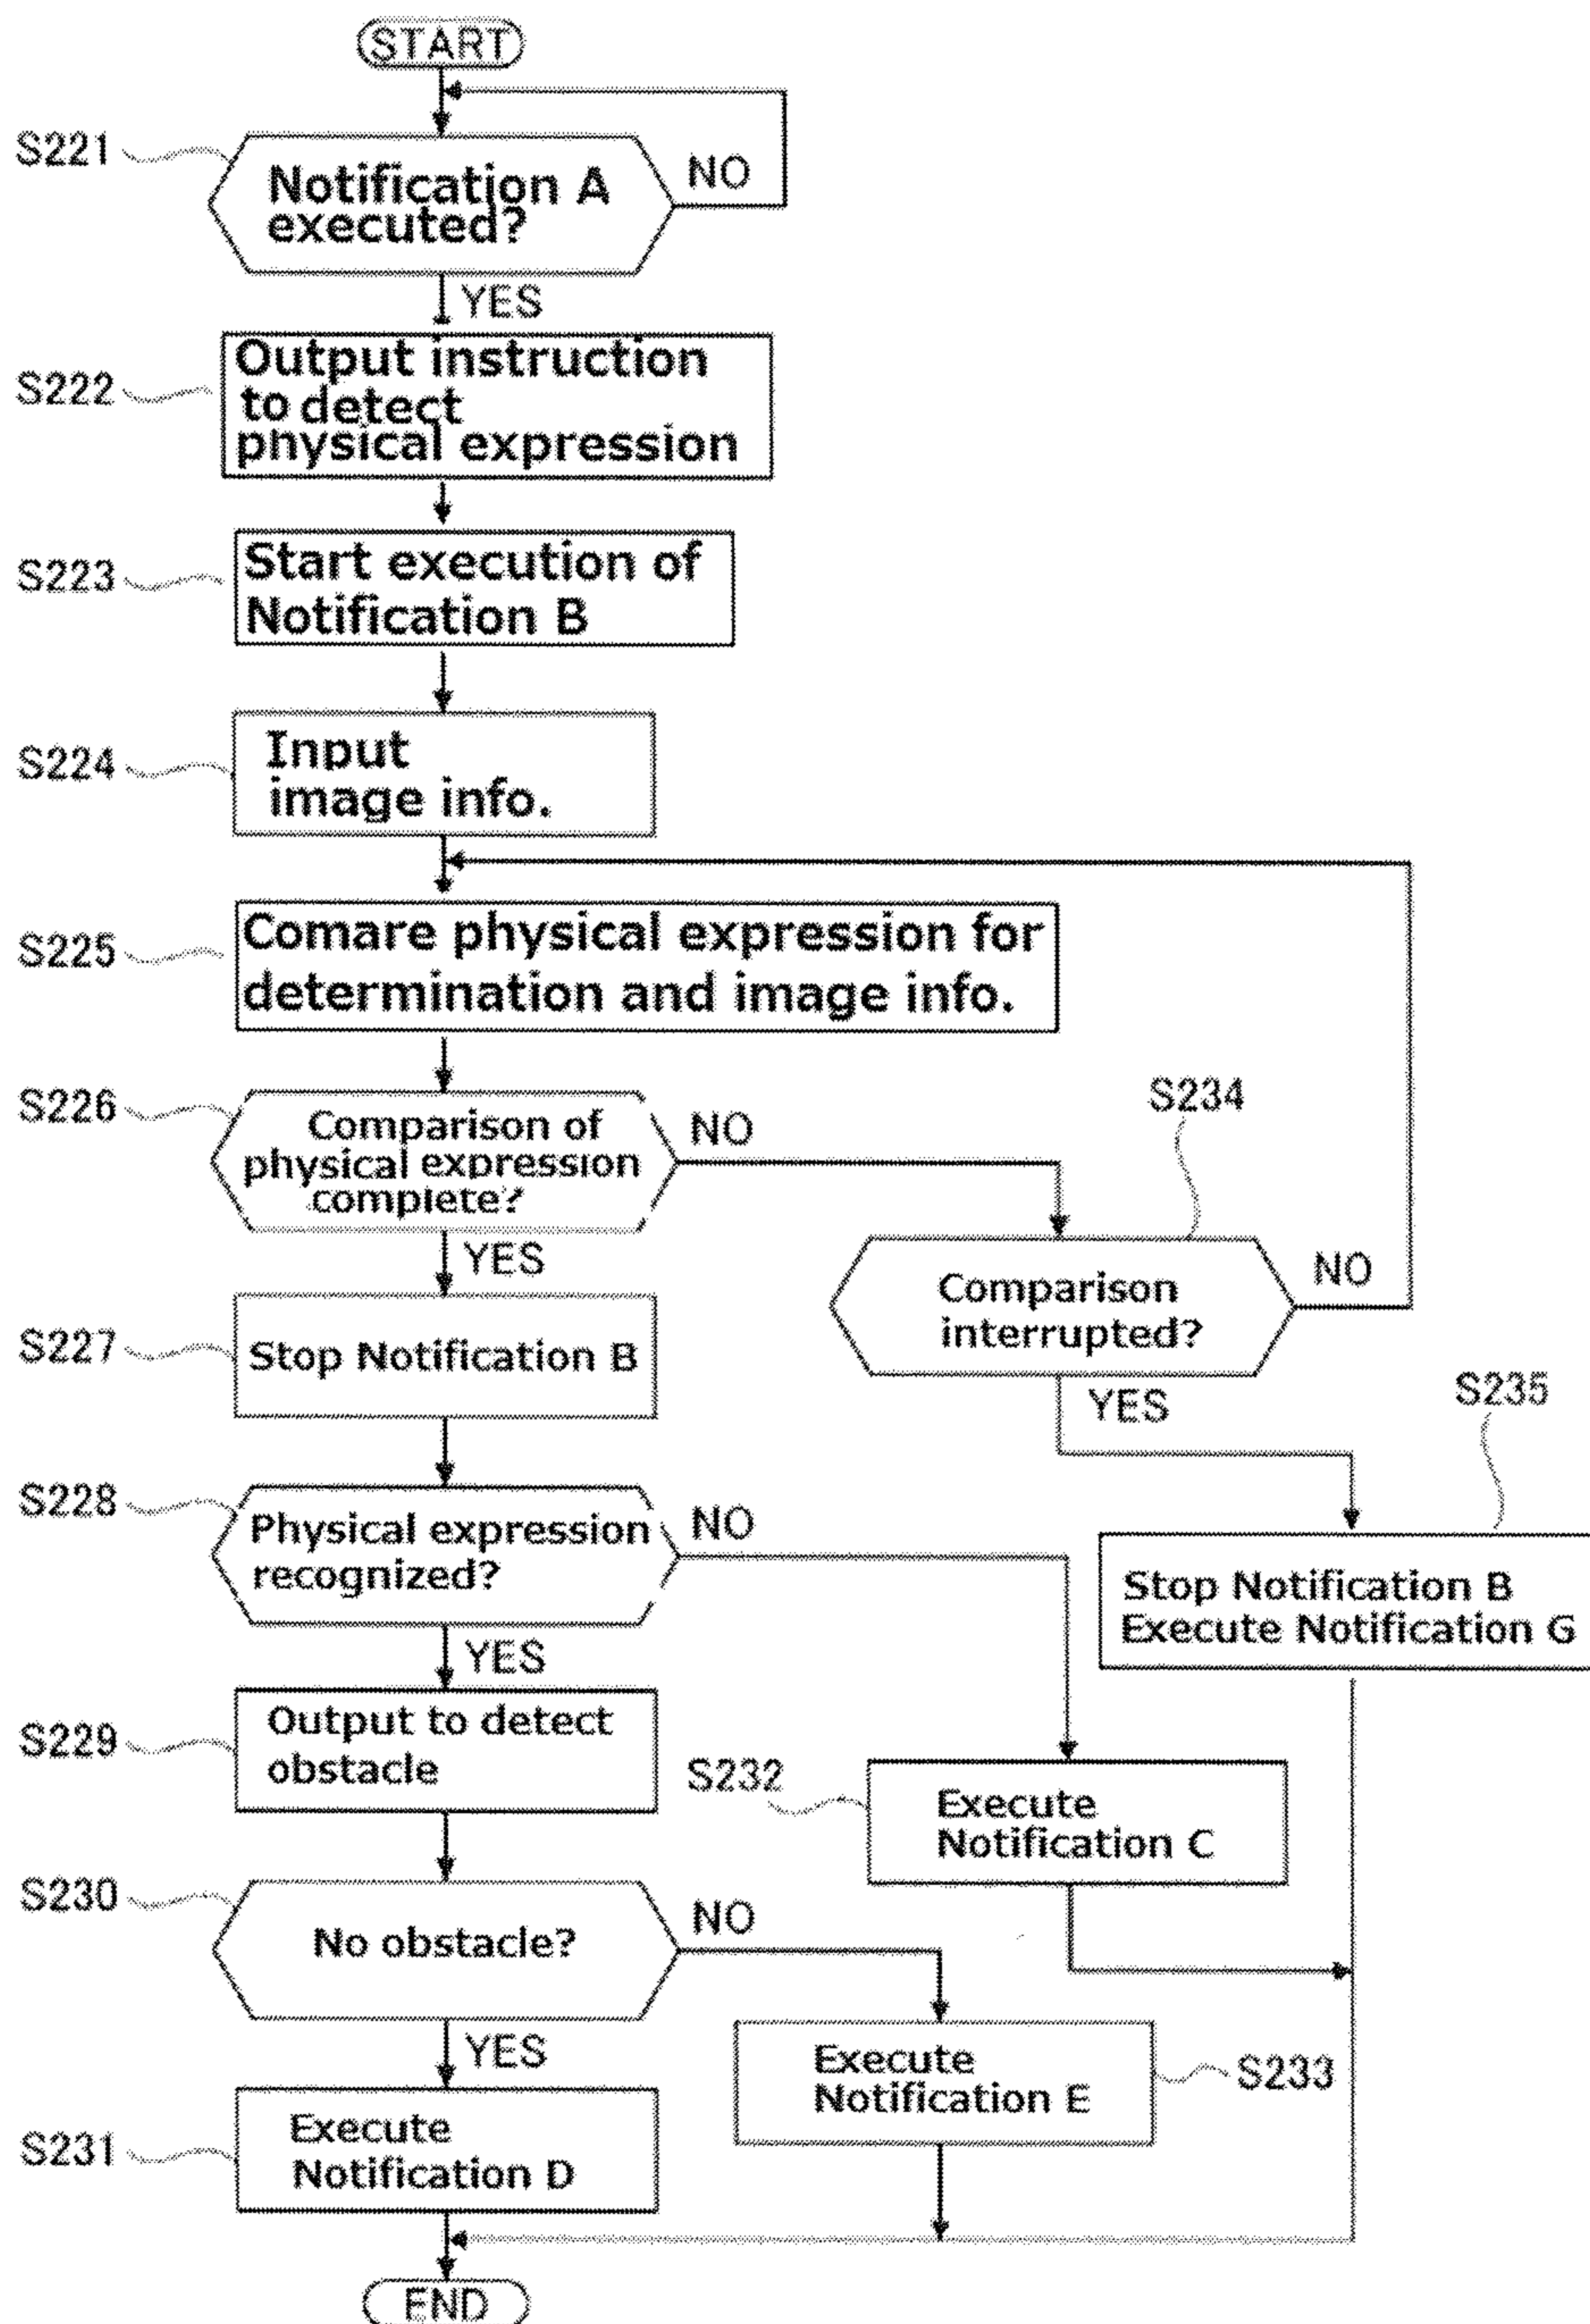 START
S221
Notification A
executed?
NO
YES
S222
Output instruction
to detect
physical expression
S223
Start execution of
Notification B
S224
Input
image info.
S225
Comare physical expression for
determination and image info.
S226
Comparison of
physical expression
complete?
NO
S234
YES
Comparison
interrupted?
NO
S227
Stop Notification B
YES
S235
S228
Physical expression
recognized?
NO
Stop Notification B
Execute Notification G
YES
S229
Output to detect
obstacle
S232
Execute
Notification C
S230
No obstacle?
NO
YES
Execute
Notification E
S233
S231
Execute
Notification D
END